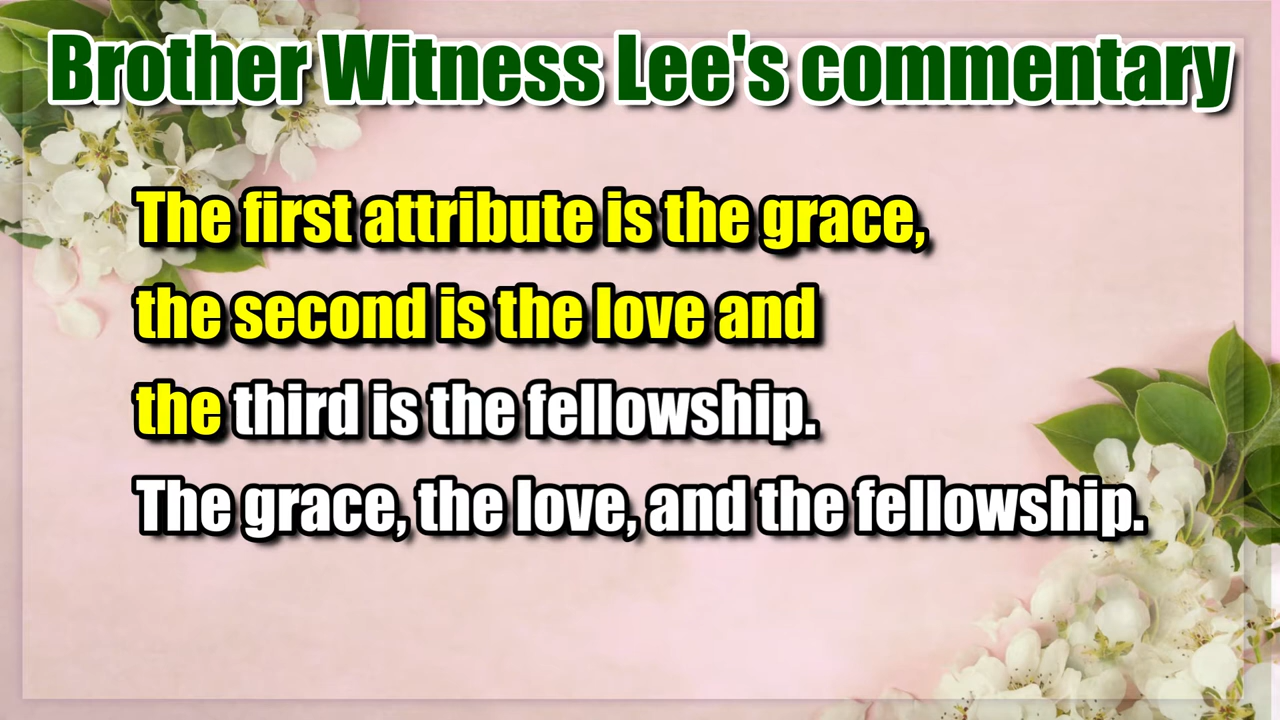 Brother Witness Lee's commentary
The first attribute is the grace,
the second is the love and
the third is the fellowship.
The grace, the love, and the fellowship.